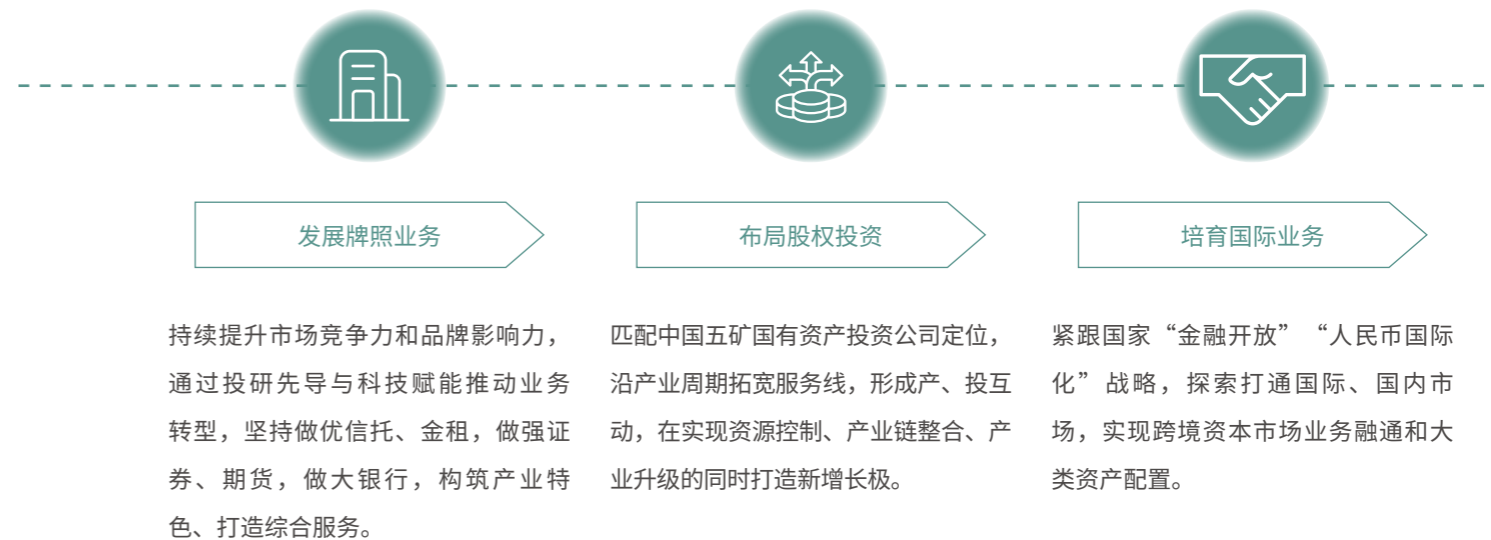 发展牌照业务
持续提升市场竞争力和品牌影响力，
通过投研先导与科技赋能推动业务
转型，坚持做优信托、金租，做强证
券、期货，做大银行，构筑产业特
色、打造综合服务。
布局股权投资
匹配中国五矿国有资产投资公司定位，
沿产业周期拓宽服务线，形成产、投互
动，在实现资源控制、产业链整合、产
业升级的同时打造新增长极。
培育国际业务
紧跟国家“金融开放”“人民币国际
化”战略，探索打通国际、国内市
场，实现跨境资本市场业务融通和大
类资产配置。